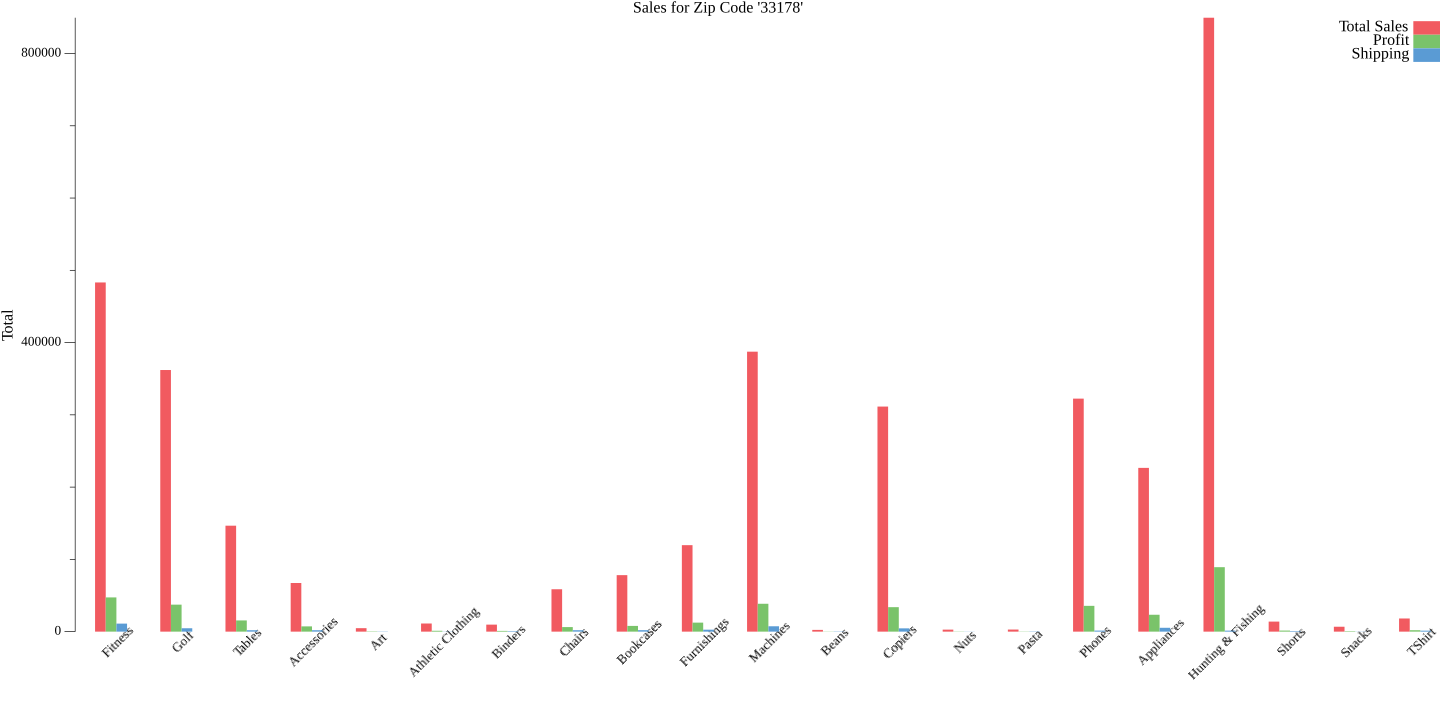 Sales for Zip Code '33178'
Total Sales
Profit
Shipping
800000
400000
0
Total
Fitness
Golf
Tables
Accessories
Art
Athletic Clothing
Binders
Chairs
Bookcases
Furnishings
Machines
Beans
Copiers
Nuts
Pasta
Phones
Appliances
Hunting & Fishing
Shorts
Snacks
TShirt